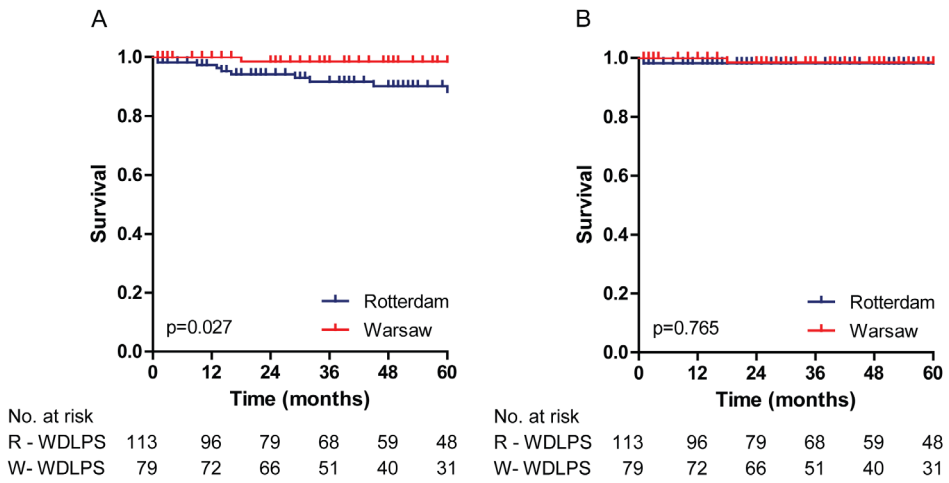 A
1.0
0.8
0.6
0.4
0.2
0.0
Survival
Rotterdam
Warsaw
p=0.027
0 12 24 36 48 60
Time (months)
No. at risk
R - WDLPS 113 96 79 68 59 48
W- WDLPS 79 72 66 51 40 31
B
1.0
0.8
0.6
0.4
0.2
0.0
Survival
Rotterdam
Warsaw
p=0.765
0 12 24 36 48 60
Time (months)
No. at risk
R - WDLPS 113 96 79 68 59 48
W- WDLPS 79 72 66 51 40 31